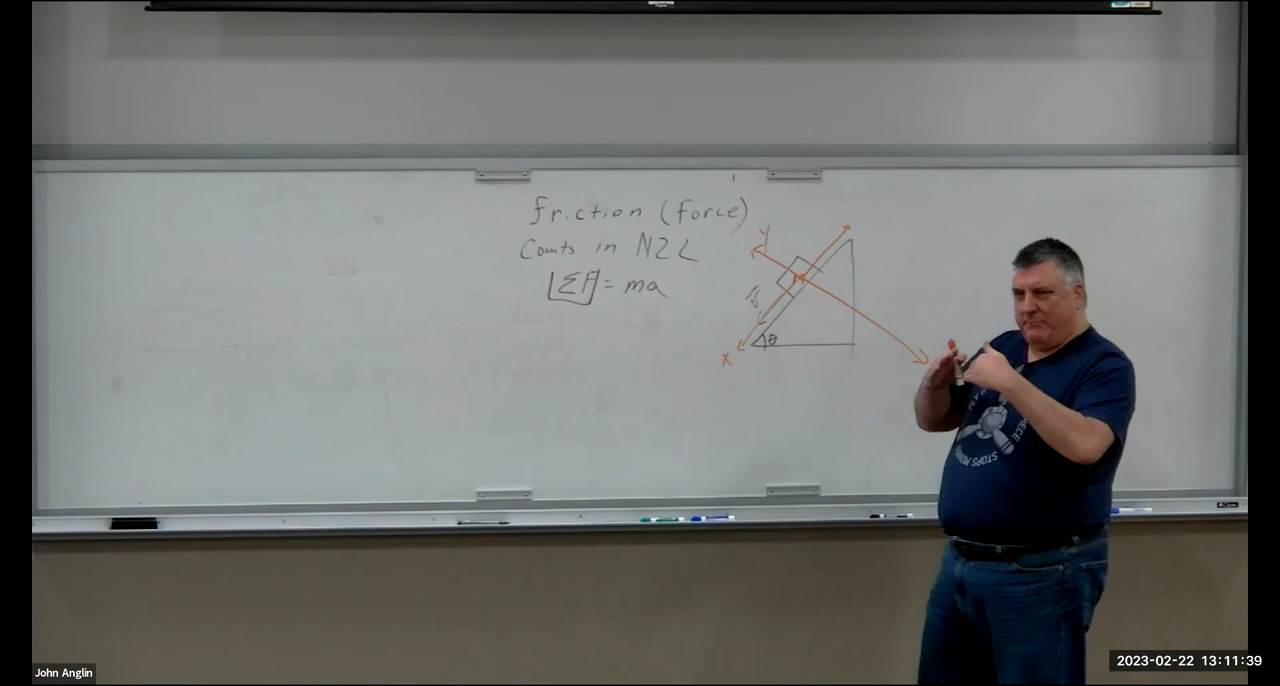 friction (force)
Counts in N2L
ΣF = ma
y
x
θ
John Anglin
2023-02-22 13:11:39